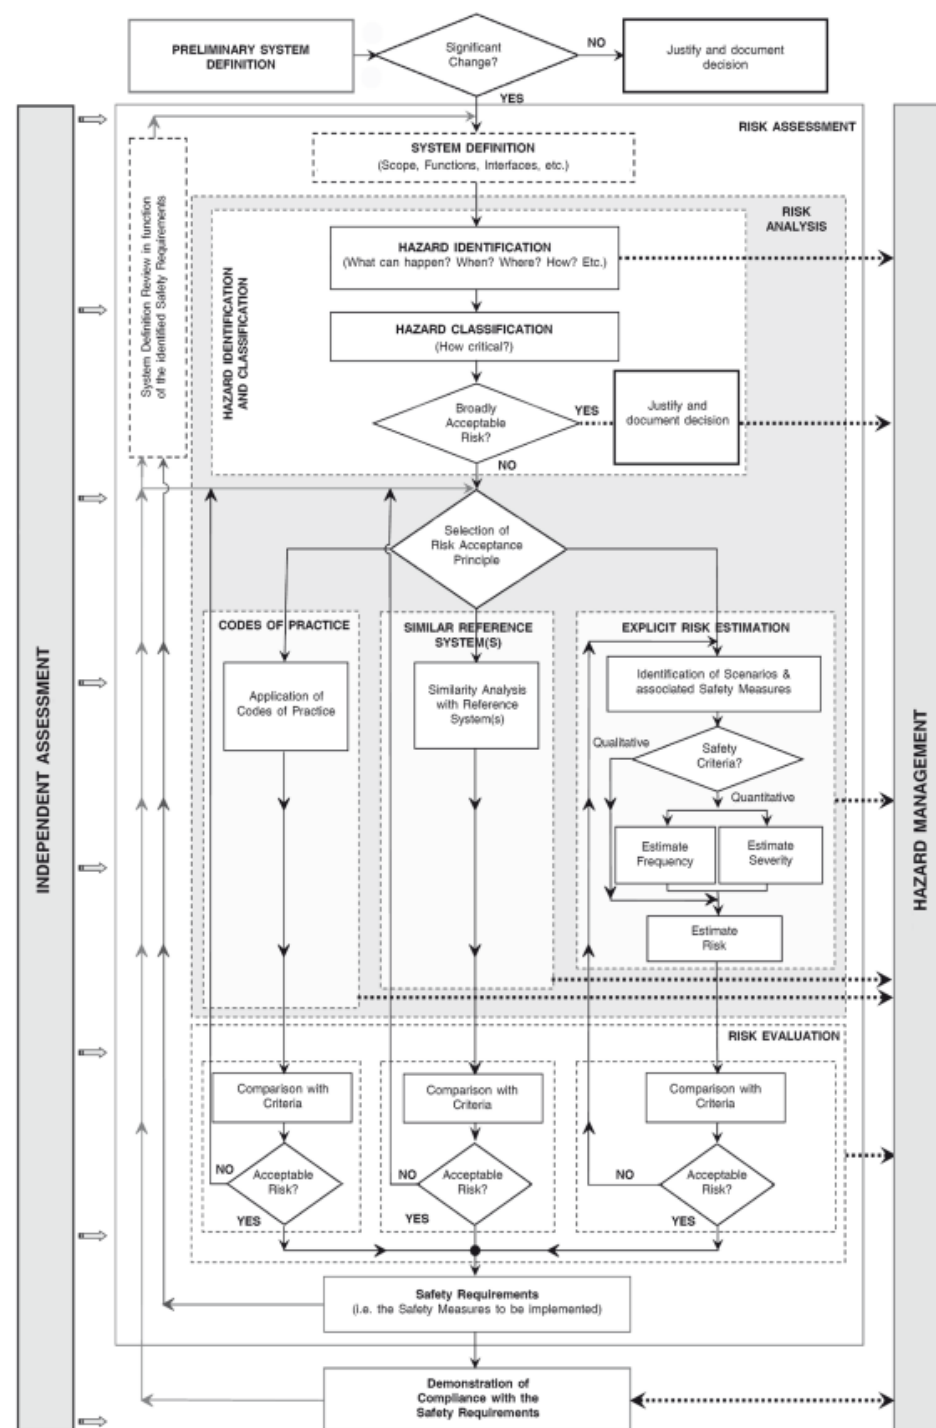 PRELIMINARY SYSTEM
DEFINITION
Significant
Change?
NO
Justify and document
decision
YES
RISK ASSESSMENT
SYSTEM DEFINITION
(Scope, Functions, Interfaces, etc.)
System Definition Review in function
of the identified Safety Requirements
RISK
ANALYSIS
HAZARD IDENTIFICATION
AND CLASSIFICATION
HAZARD IDENTIFICATION
(What can happen? When? Where? How? Etc.)
HAZARD CLASSIFICATION
(How critical?)
Broadly
Acceptable
Risk?
YES
Justify and
document decision
NO
Selection of
Risk Acceptance
Principle
CODES OF PRACTICE
SIMILAR REFERENCE
SYSTEM(S)
EXPLICIT RISK ESTIMATION
Application of
Codes of Practice
Similarity Analysis
with Reference
System(s)
Identification of Scenarios &
associated Safety Measures
Qualitative
Safety
Criteria?
Quantitative
Estimate
Frequency
Estimate
Severity
Estimate
Risk
INDEPENDENT ASSESSMENT
HAZARD MANAGEMENT
RISK EVALUATION
Comparison with
Criteria
Comparison with
Criteria
Comparison with
Criteria
NO
Acceptable
Risk?
YES
NO
Acceptable
Risk?
YES
NO
Acceptable
Risk?
YES
Safety Requirements
(i.e. the Safety Measures to be implemented)
Demonstration of
Compliance with the
Safety Requirements